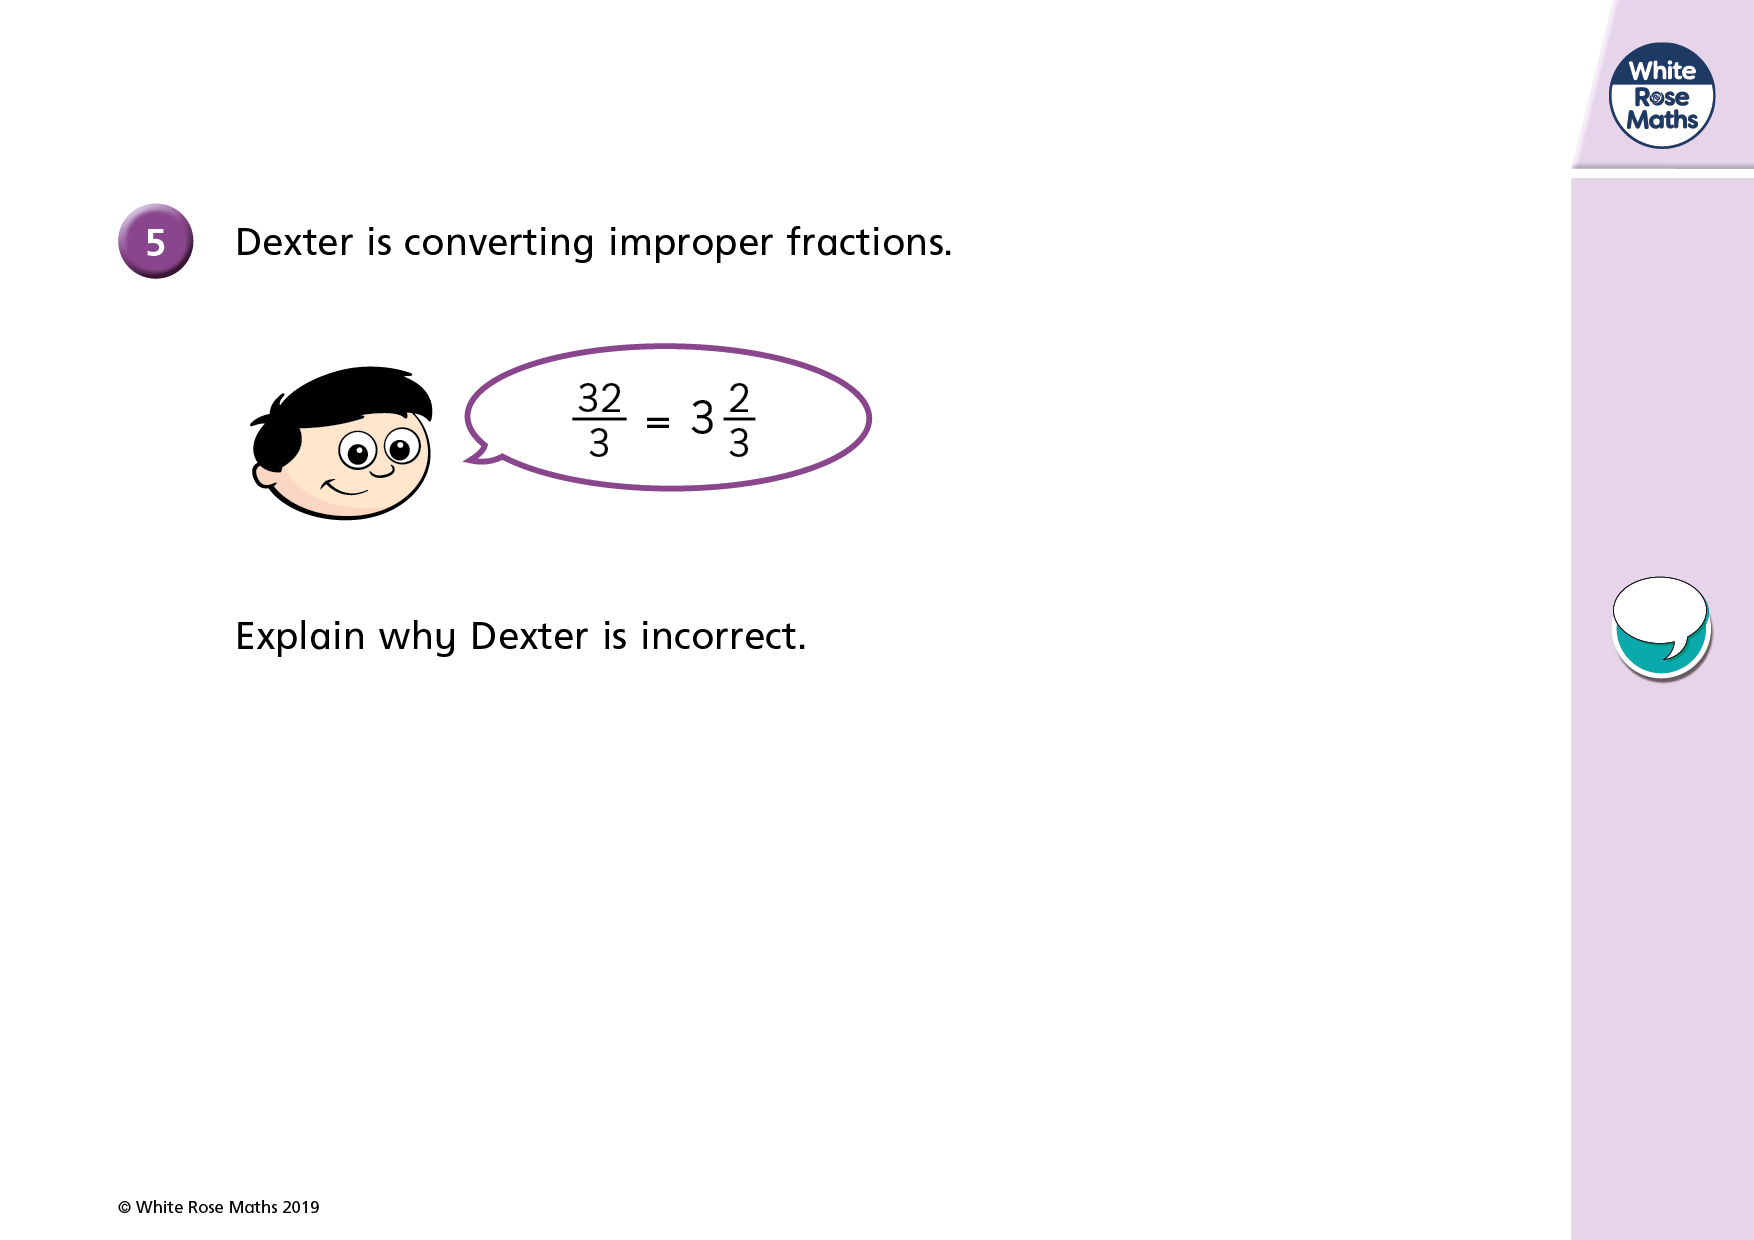 White
Rose
Maths
5 Dexter is converting improper fractions.
32/3 = 3 2/3
Explain why Dexter is incorrect.
© White Rose Maths 2019